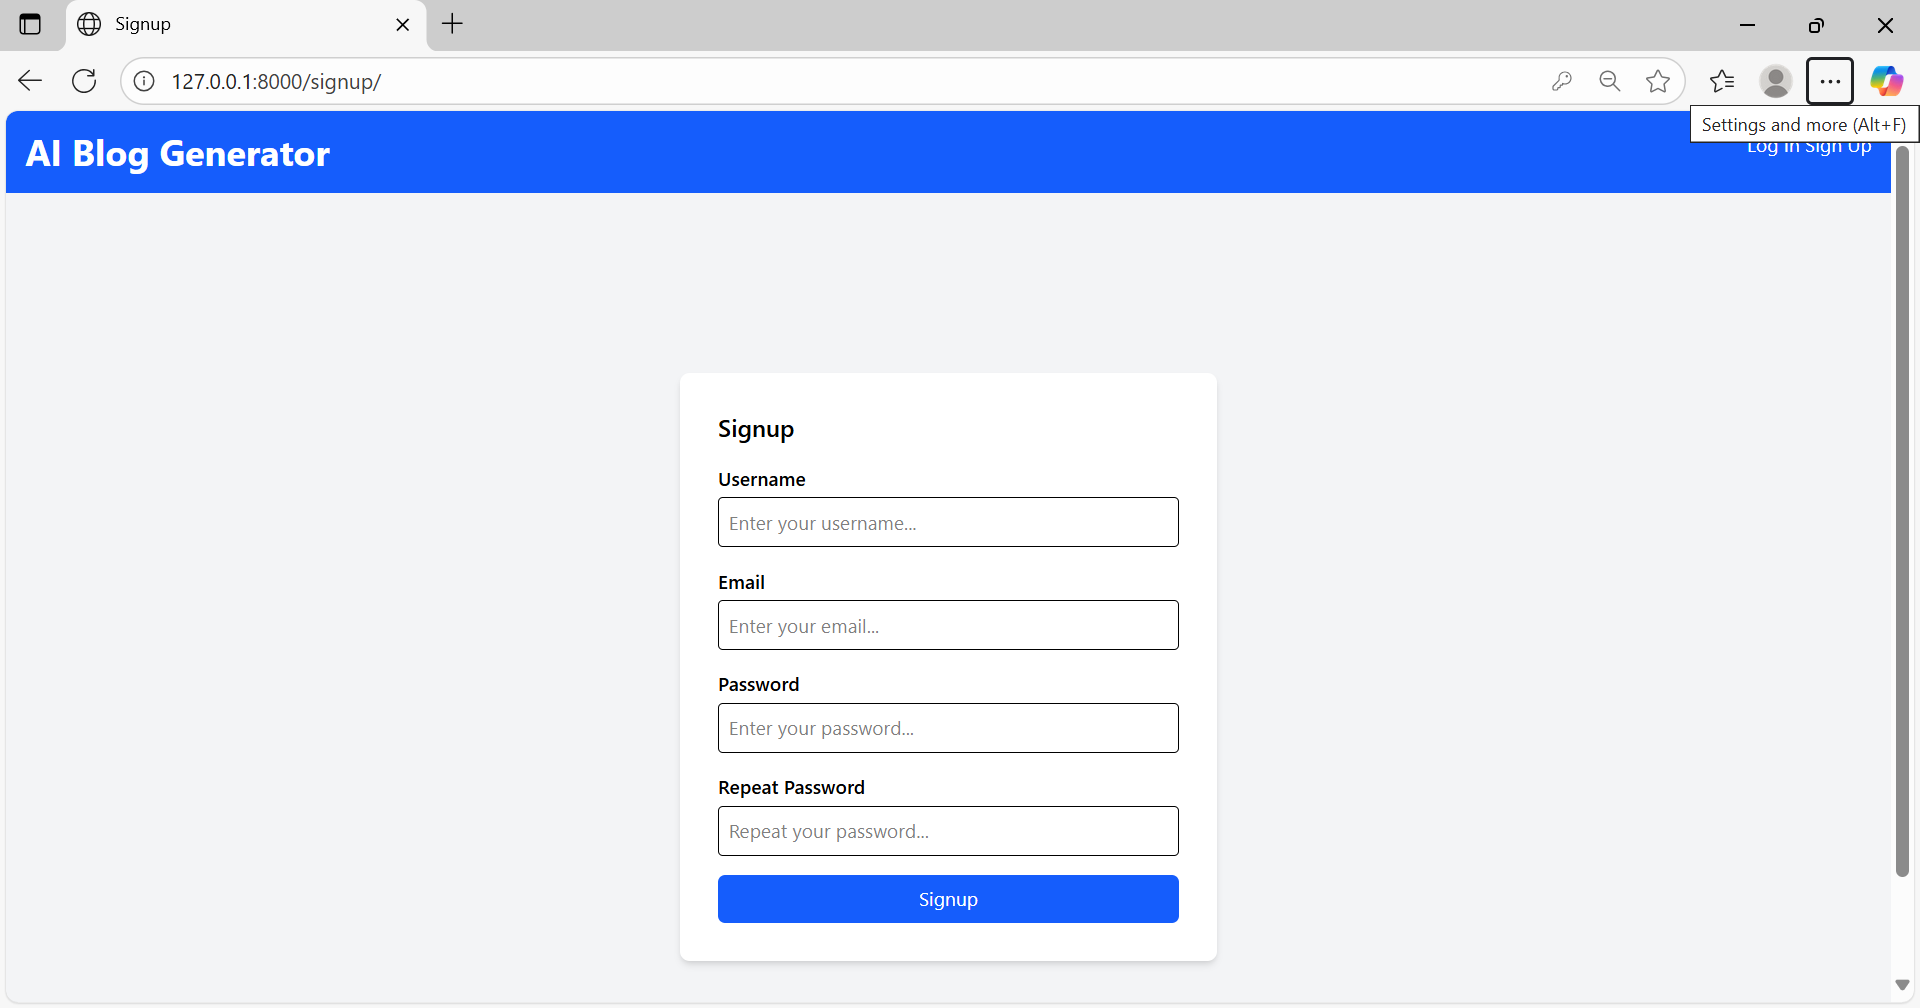 Signup
127.0.0.1:8000/signup/
Settings and more (Alt+F)
AI Blog Generator
Log In Sign Up
Signup
Username
Enter your username...
Email
Enter your email...
Password
Enter your password...
Repeat Password
Repeat your password...
Signup